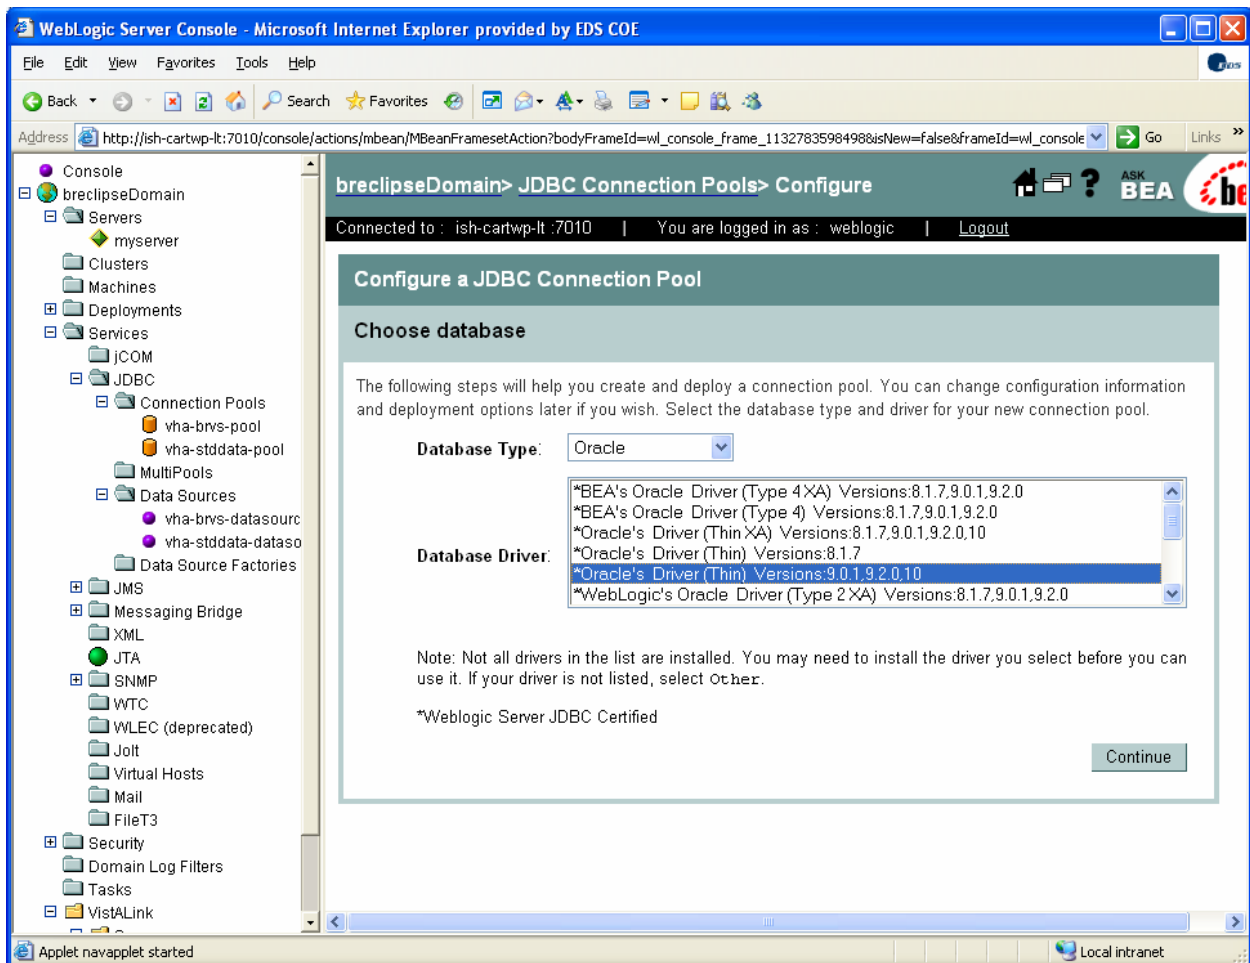 WebLogic Server Console - Microsoft Internet Explorer provided by EDS COE
File Edit View Favorites Tools Help
EDS
Back Search Favorites
Address http://ish-cartwp-lt:7010/console/actions/mbean/MBeanFramesetAction?bodyFrameId=wl_console_frame_1132783598498&isNew=false&frameId=wl_console Go Links »
Console
breclipseDomain
Servers
myserver
Clusters
Machines
Deployments
Services
jCOM
JDBC
Connection Pools
vha-brvs-pool
vha-stddata-pool
MultiPools
Data Sources
vha-brvs-datasourc
vha-stddata-dataso
Data Source Factories
JMS
Messaging Bridge
XML
JTA
SNMP
WTC
WLEC (deprecated)
Jolt
Virtual Hosts
Mail
FileT3
Security
Domain Log Filters
Tasks
VistALink
breclipseDomain> JDBC Connection Pools> Configure
? ASK BEA be
Connected to : ish-cartwp-lt :7010 | You are logged in as : weblogic | Logout
Configure a JDBC Connection Pool
Choose database
The following steps will help you create and deploy a connection pool. You can change configuration information
and deployment options later if you wish. Select the database type and driver for your new connection pool.
Database Type: Oracle
Database Driver:
*BEA's Oracle Driver (Type 4 XA) Versions:8.1.7,9.0.1,9.2.0
*BEA's Oracle Driver (Type 4) Versions:8.1.7,9.0.1,9.2.0
*Oracle's Driver (Thin XA) Versions:8.1.7,9.0.1,9.2.0,10
*Oracle's Driver (Thin) Versions:8.1.7
*Oracle's Driver (Thin) Versions:9.0.1,9.2.0,10
*WebLogic's Oracle Driver (Type 2 XA) Versions:8.1.7,9.0.1,9.2.0
Note: Not all drivers in the list are installed. You may need to install the driver you select before you can
use it. If your driver is not listed, select Other.
*Weblogic Server JDBC Certified
Continue
Applet navapplet started
Local intranet